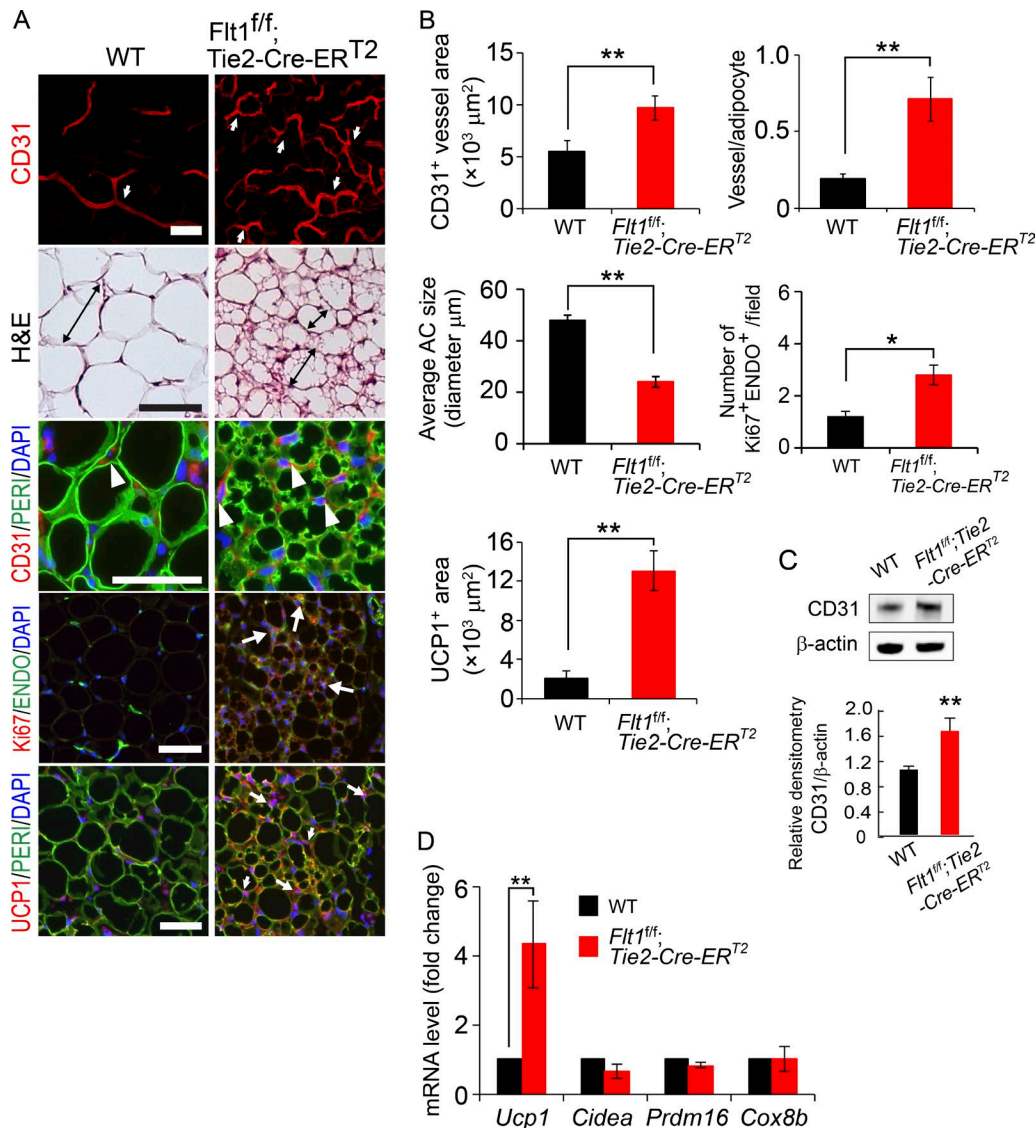 A
WT
Flt1f/f;
Tie2-Cre-ERT2
CD31
H&E
CD31/PERI/DAPI
Ki67/ENDO/DAPI
UCP1/PERI/DAPI
B
CD31+ vessel area
(×10³ μm²)
15
10
5
0
**
WT
Flt1f/f;
Tie2-Cre-ERT2
Vessel/adipocyte
1.0
0.5
0
**
WT
Flt1f/f;
Tie2-Cre-ERT2
Average AC size
(diameter μm)
60
40
20
0
**
WT
Flt1f/f;
Tie2-Cre-ERT2
Number of
Ki67+ENDO+/field
6
4
2
0
*
WT
Flt1f/f;
Tie2-Cre-ERT2
UCP1+ area
(×10³ μm²)
16
12
8
4
0
**
WT
Flt1f/f;
Tie2-Cre-ERT2
C
WT
Flt1f/f;Tie2
-Cre-ERT2
CD31
β-actin
Relative densitometry
CD31/β-actin
2.0
1.6
1.2
0.8
0.4
0
**
WT
Flt1f/f;Tie2
-Cre-ERT2
D
mRNA level (fold change)
6
4
2
0
**
WT
Flt1f/f;
Tie2-Cre-ERT2
Ucp1 Cidea Prdm16 Cox8b